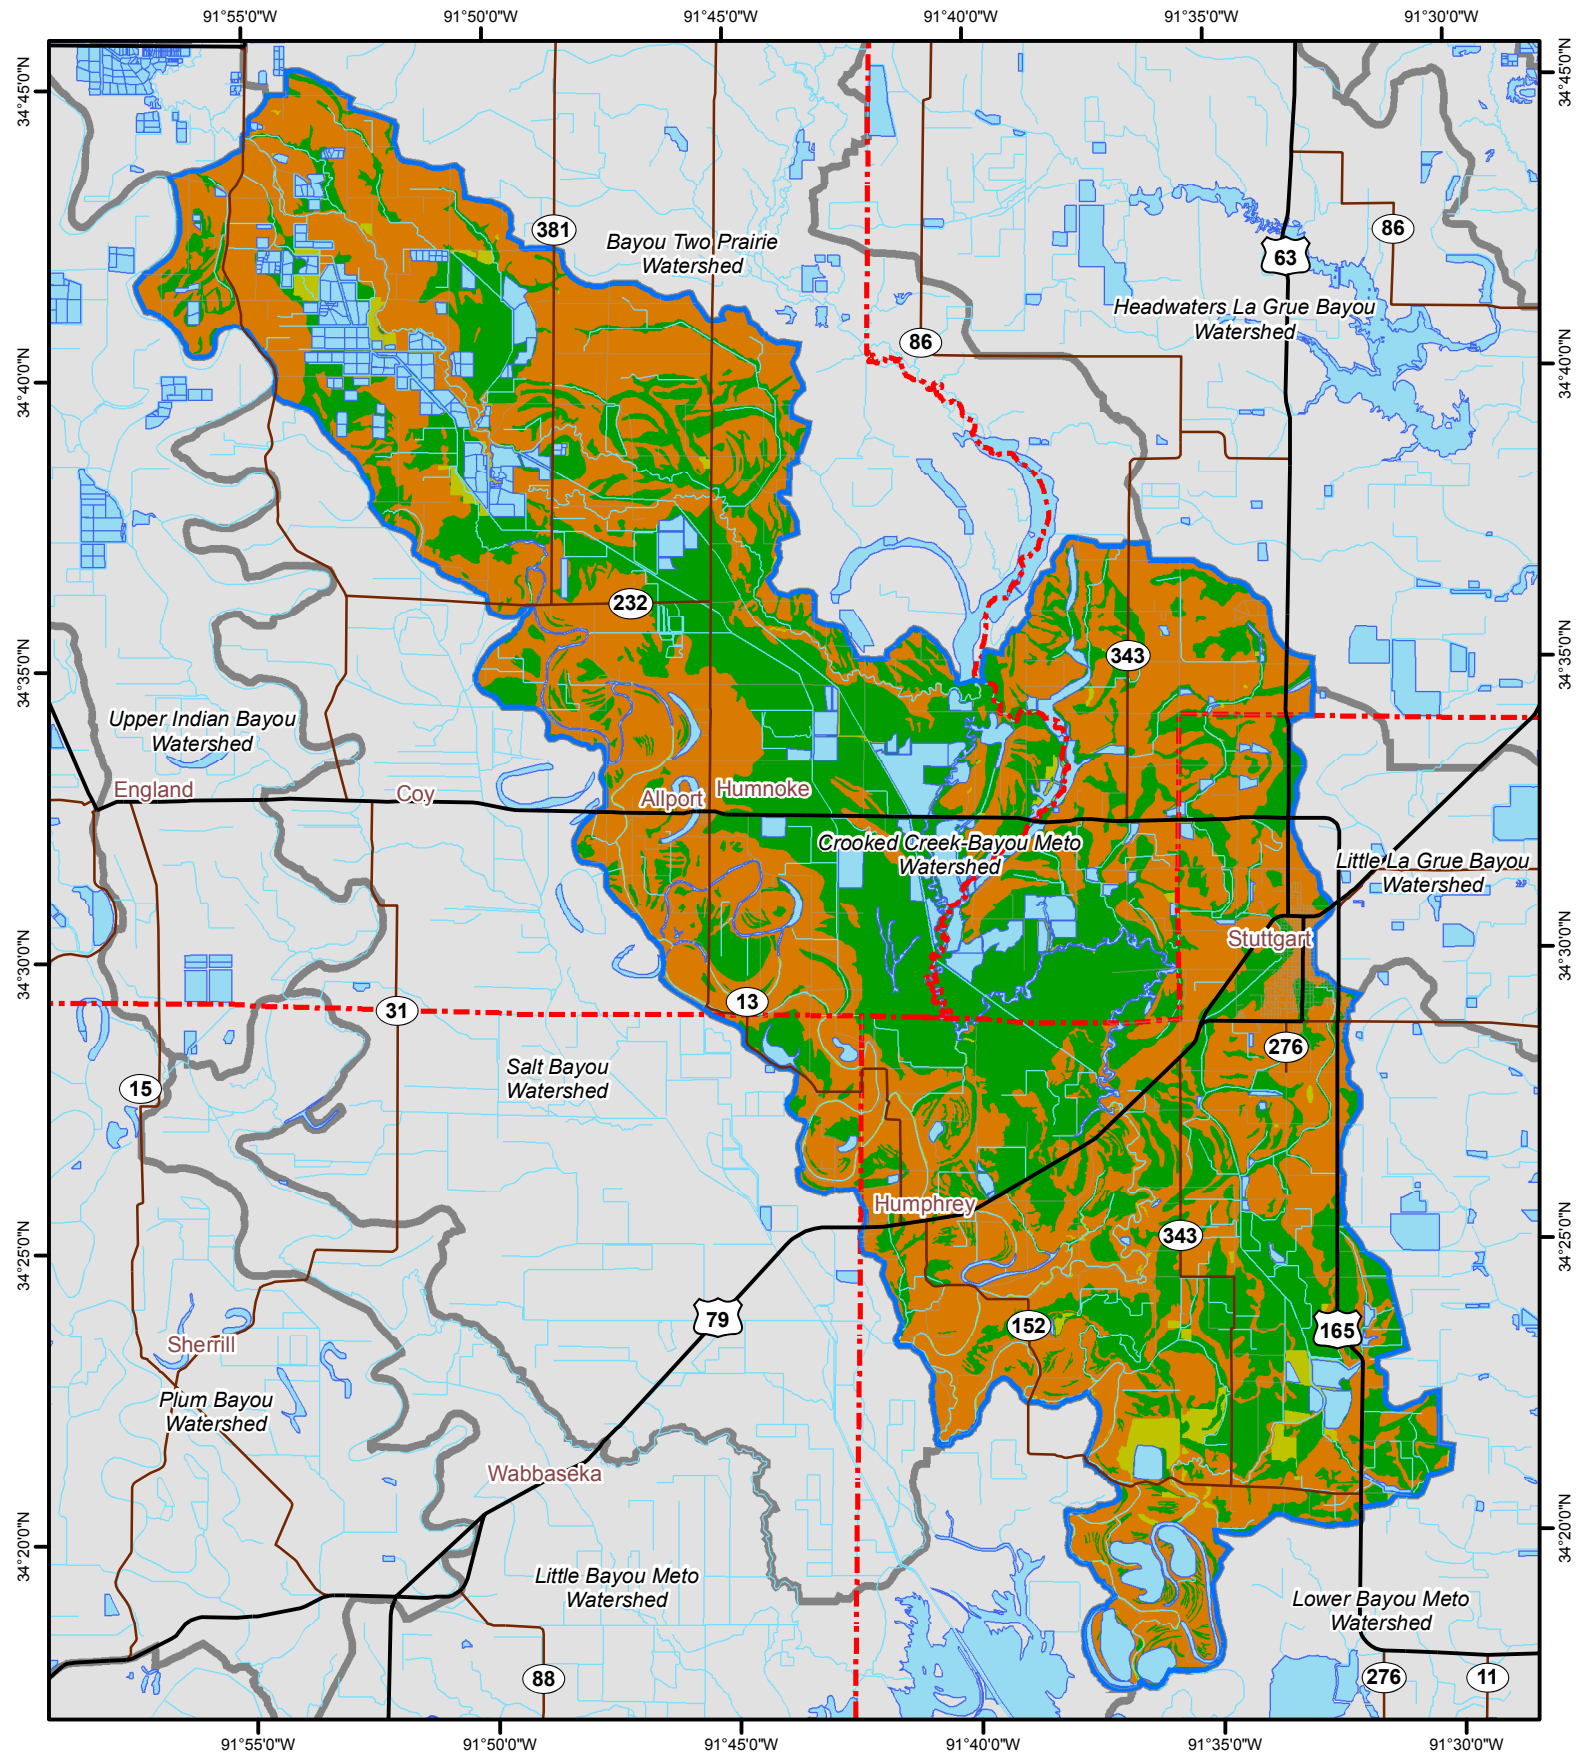 91°55'0"W
91°50'0"W
91°45'0"W
91°40'0"W
91°35'0"W
91°30'0"W
34°45'0"N
34°45'0"N
381
86
Bayou Two Prairie
Watershed
63
Headwaters La Grue Bayou
Watershed
86
34°40'0"N
34°40'0"N
232
343
34°35'0"N
34°35'0"N
Upper Indian Bayou
Watershed
England
Coy
Allport
Humnoke
Crooked Creek-Bayou Meto
Watershed
Little La Grue Bayou
Watershed
Stuttgart
34°30'0"N
34°30'0"N
13
31
276
Salt Bayou
Watershed
15
Humphrey
343
34°25'0"N
34°25'0"N
79
152
165
Sherrill
Plum Bayou
Watershed
Wabbaseka
34°20'0"N
34°20'0"N
Little Bayou Meto
Watershed
Lower Bayou Meto
Watershed
88
276
11
91°55'0"W
91°50'0"W
91°45'0"W
91°40'0"W
91°35'0"W
91°30'0"W